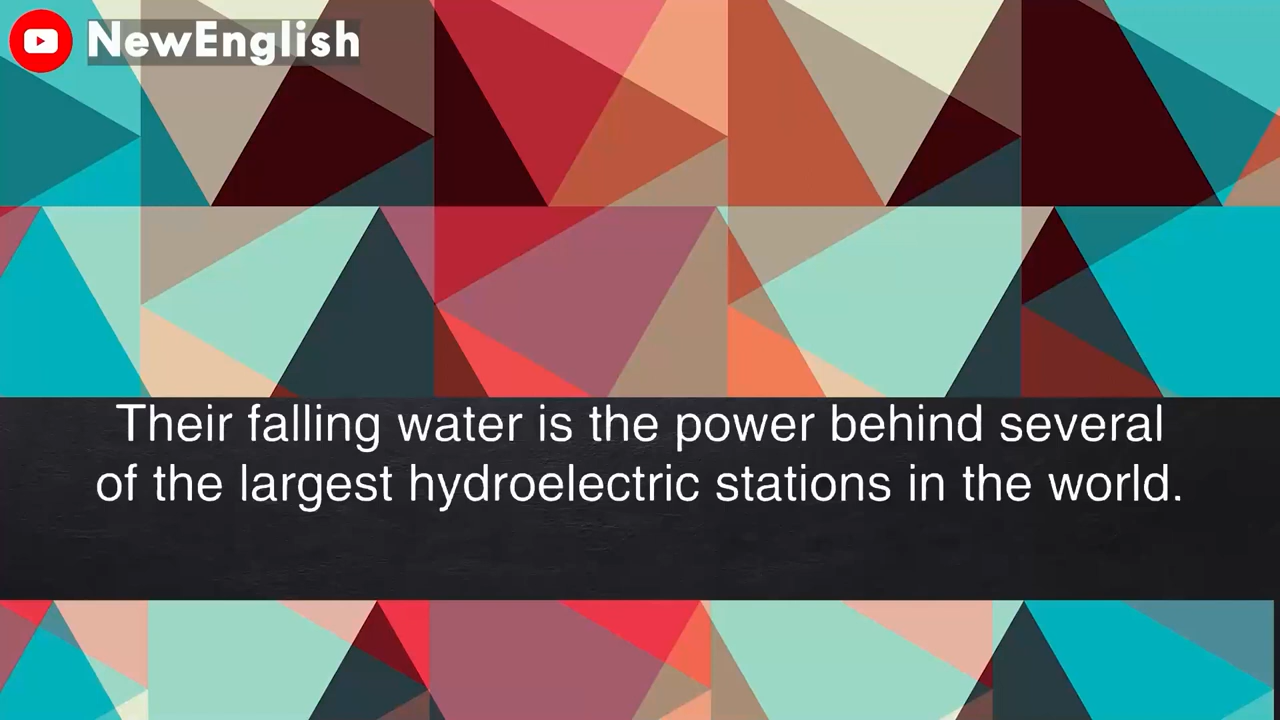 NewEnglish
Their falling water is the power behind several
of the largest hydroelectric stations in the world.